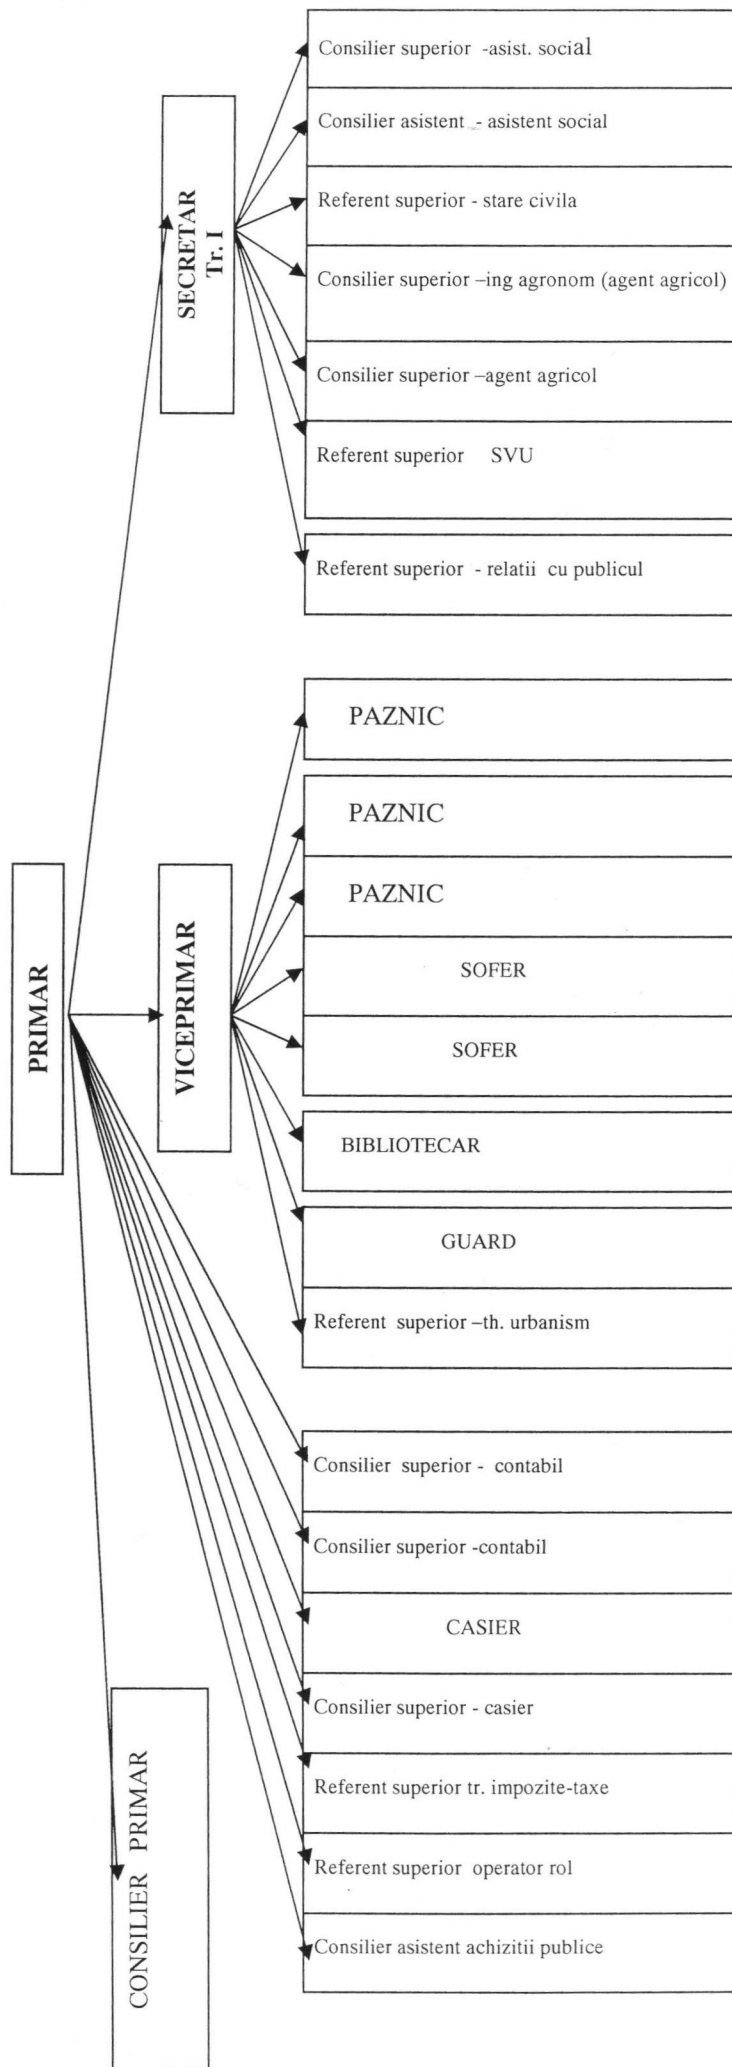 PRIMAR
SECRETAR
Tr. I
Consilier superior -asist. social
Consilier asistent - asistent social
Referent superior - stare civila
Consilier superior –ing agronom (agent agricol)
Consilier superior –agent agricol
Referent superior SVU
Referent superior - relatii cu publicul
VICEPRIMAR
PAZNIC
PAZNIC
PAZNIC
SOFER
SOFER
BIBLIOTECAR
GUARD
Referent superior –th. urbanism
Consilier superior - contabil
Consilier superior -contabil
CASIER
Consilier superior - casier
Referent superior tr. impozite-taxe
Referent superior operator rol
Consilier asistent achizitii publice
CONSILIER PRIMAR